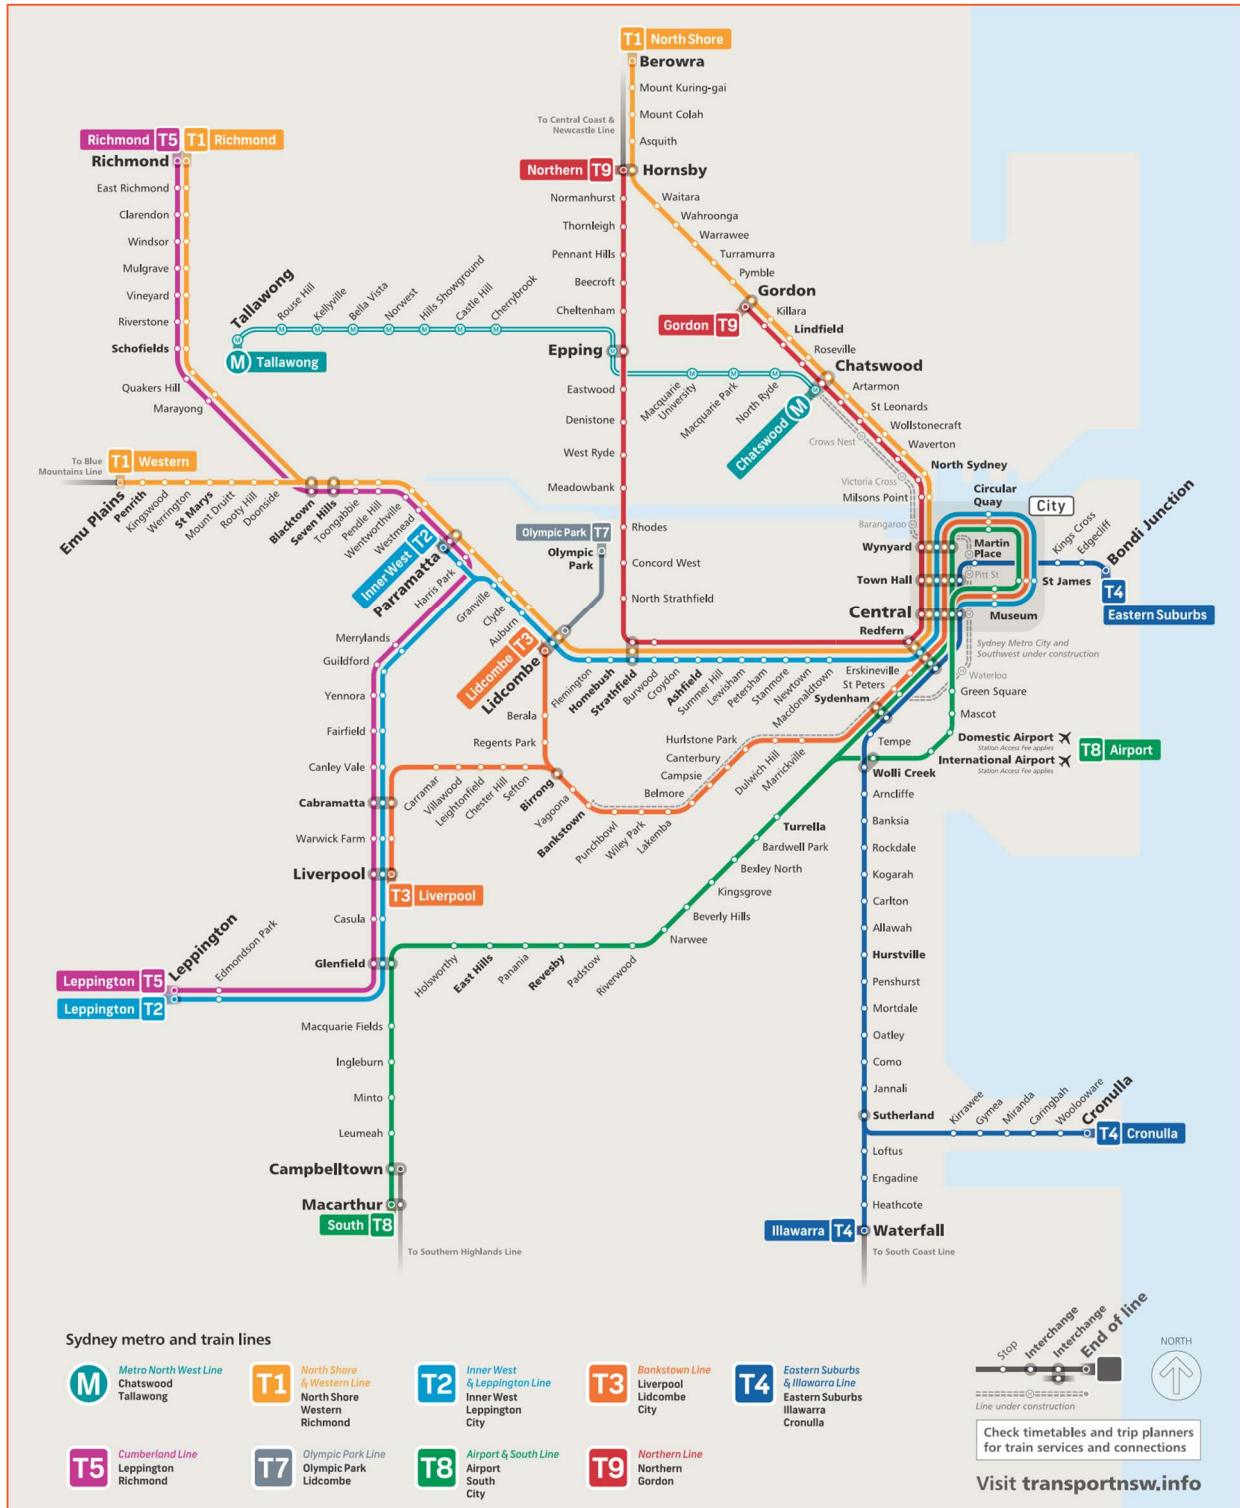 T1 North Shore
Berowra
Mount Kuring-gai
Mount Colah
Asquith
To Central Coast &
Newcastle Line
Northern T9
Hornsby
Richmond T5
T1 Richmond
Richmond
East Richmond
Clarendon
Windsor
Mulgrave
Vineyard
Riverstone
Schofields
Quakers Hill
Marayong
Normanhurst
Thornleigh
Pennant Hills
Beecroft
Cheltenham
Epping
Eastwood
Denistone
West Ryde
Meadowbank
Rhodes
Concord West
North Strathfield
Waitara
Wahroonga
Warrawee
Turramurra
Pymble
Gordon
Gordon T9
Killara
Lindfield
Roseville
Chatswood
Artarmon
St Leonards
Wollstonecraft
Waverton
North Sydney
Milsons Point
Tallawong
M Tallawong
Rouse Hill
Kellyville
Bella Vista
Norwest
Hills Showground
Castle Hill
Cherrybrook
Macquarie
University
Macquarie Park
North Ryde
Chatswood M
Crows Nest
Victoria Cross
Barangaroo
To Blue
Mountains Line
T1 Western
Emu Plains
Penrith
Kingswood
Werrington
St Marys
Mount Druitt
Rooty Hill
Doonside
Blacktown
Seven Hills
Toongabbie
Pendle Hill
Wentworthville
Westmead
Inner West T2
Parramatta
Harris Park
Granville
Clyde
Auburn
Lidcombe T3
Lidcombe
Olympic Park T7
Olympic
Park
Flemington
Homebush
Strathfield
Burwood
Croydon
Ashfield
Summer Hill
Lewisham
Petersham
Stanmore
Newtown
Macdonaldtown
Redfern
Circular
Quay
City
Wynyard
Martin
Place
Town Hall
Pitt St
St James
Central
Museum
Kings Cross
Edgecliff
Bondi Junction
T4
Eastern Suburbs
Sydney Metro City and
Southwest under construction
Waterloo
Erskineville
St Peters
Sydenham
Green Square
Mascot
Domestic Airport
Station Access Fee applies
International Airport
Station Access Fee applies
T8 Airport
Tempe
Wolli Creek
Arncliffe
Banksia
Rockdale
Kogarah
Carlton
Allawah
Hurstville
Penshurst
Mortdale
Oatley
Como
Jannali
Sutherland
Loftus
Engadine
Heathcote
Illawarra T4
Waterfall
To South Coast Line
Kirrawee
Gymea
Miranda
Caringbah
Woolooware
Cronulla
T4 Cronulla
Merrylands
Guildford
Yennora
Fairfield
Canley Vale
Cabramatta
Warwick Farm
Liverpool
T3 Liverpool
Casula
Glenfield
Leppington
Edmondson Park
Leppington T5
Leppington T2
Berala
Regents Park
Birrong
Carramar
Villawood
Leightonfield
Chester Hill
Sefton
Yagoona
Bankstown
Punchbowl
Wiley Park
Lakemba
Belmore
Campsie
Canterbury
Hurlstone Park
Dulwich Hill
Marrickville
Turrella
Bardwell Park
Bexley North
Kingsgrove
Beverly Hills
Narwee
Riverwood
Padstow
Revesby
Panania
East Hills
Holsworthy
Macquarie Fields
Ingleburn
Minto
Leumeah
Campbelltown
Macarthur
South T8
To Southern Highlands Line
Sydney metro and train lines
M
Metro North West Line
Chatswood
Tallawong
T1
North Shore
& Western Line
North Shore
Western
Richmond
T2
Inner West
& Leppington Line
Inner West
Leppington
City
T3
Bankstown Line
Liverpool
Lidcombe
City
T4
Eastern Suburbs
& Illawarra Line
Eastern Suburbs
Illawarra
Cronulla
T5
Cumberland Line
Leppington
Richmond
T7
Olympic Park Line
Olympic Park
Lidcombe
T8
Airport & South Line
Airport
South
City
T9
Northern Line
Northern
Gordon
Stop
Interchange
Interchange
End of line
Line under construction
NORTH
Check timetables and trip planners
for train services and connections
Visit transportnsw.info